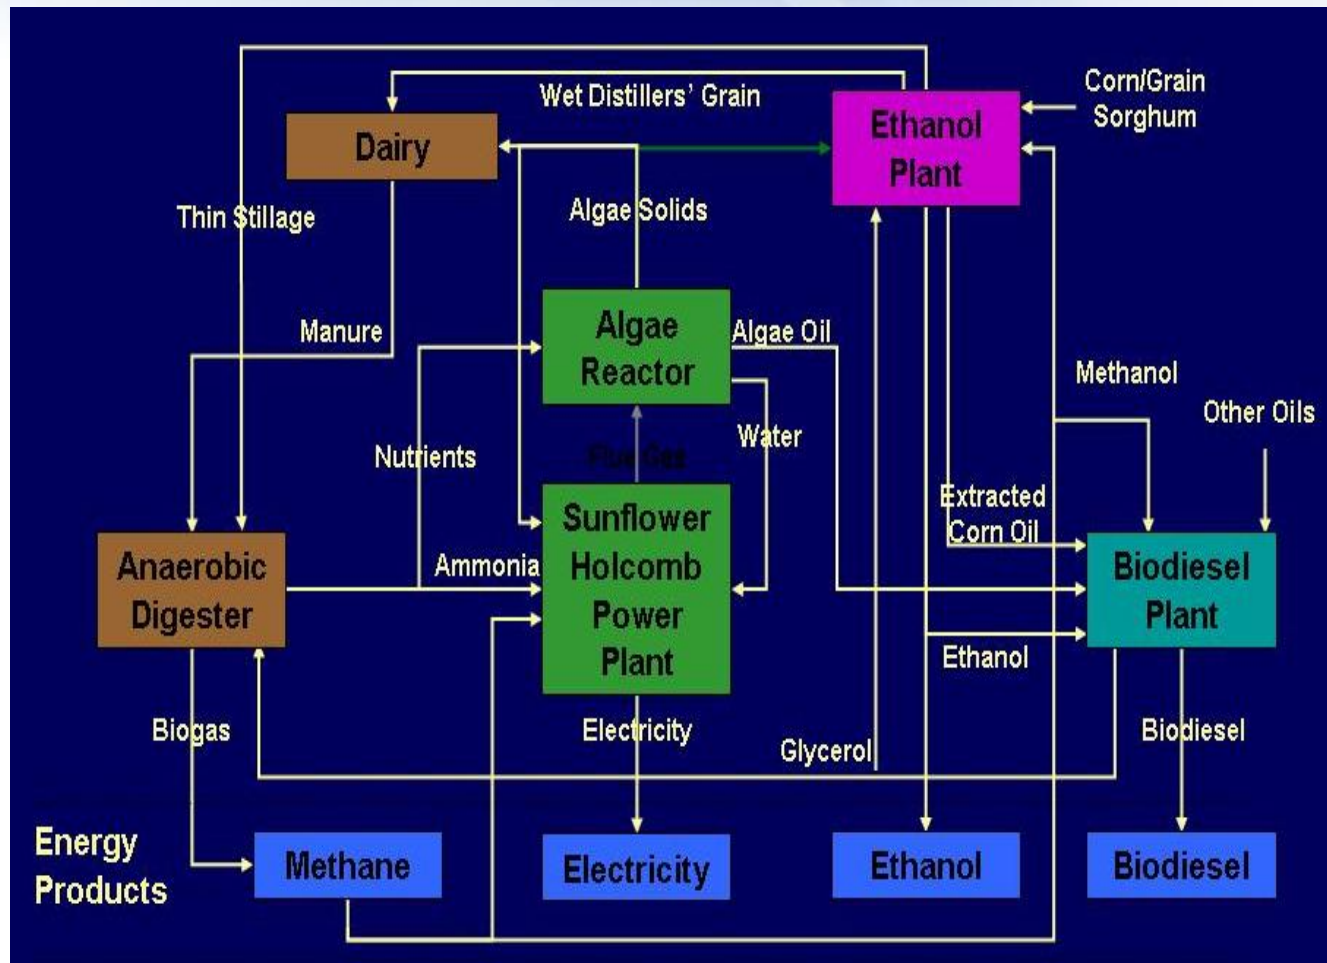 Corn/Grain
Sorghum
Wet Distillers’ Grain
Ethanol
Plant
Dairy
Thin Stillage
Algae Solids
Manure
Algae
Reactor
Algae Oil
Methanol
Other Oils
Nutrients
Water
Flue Gas
Extracted
Corn Oil
Sunflower
Holcomb
Power
Plant
Anaerobic
Digester
Ammonia
Biodiesel
Plant
Ethanol
Biogas
Electricity
Glycerol
Biodiesel
Energy
Products
Methane
Electricity
Ethanol
Biodiesel